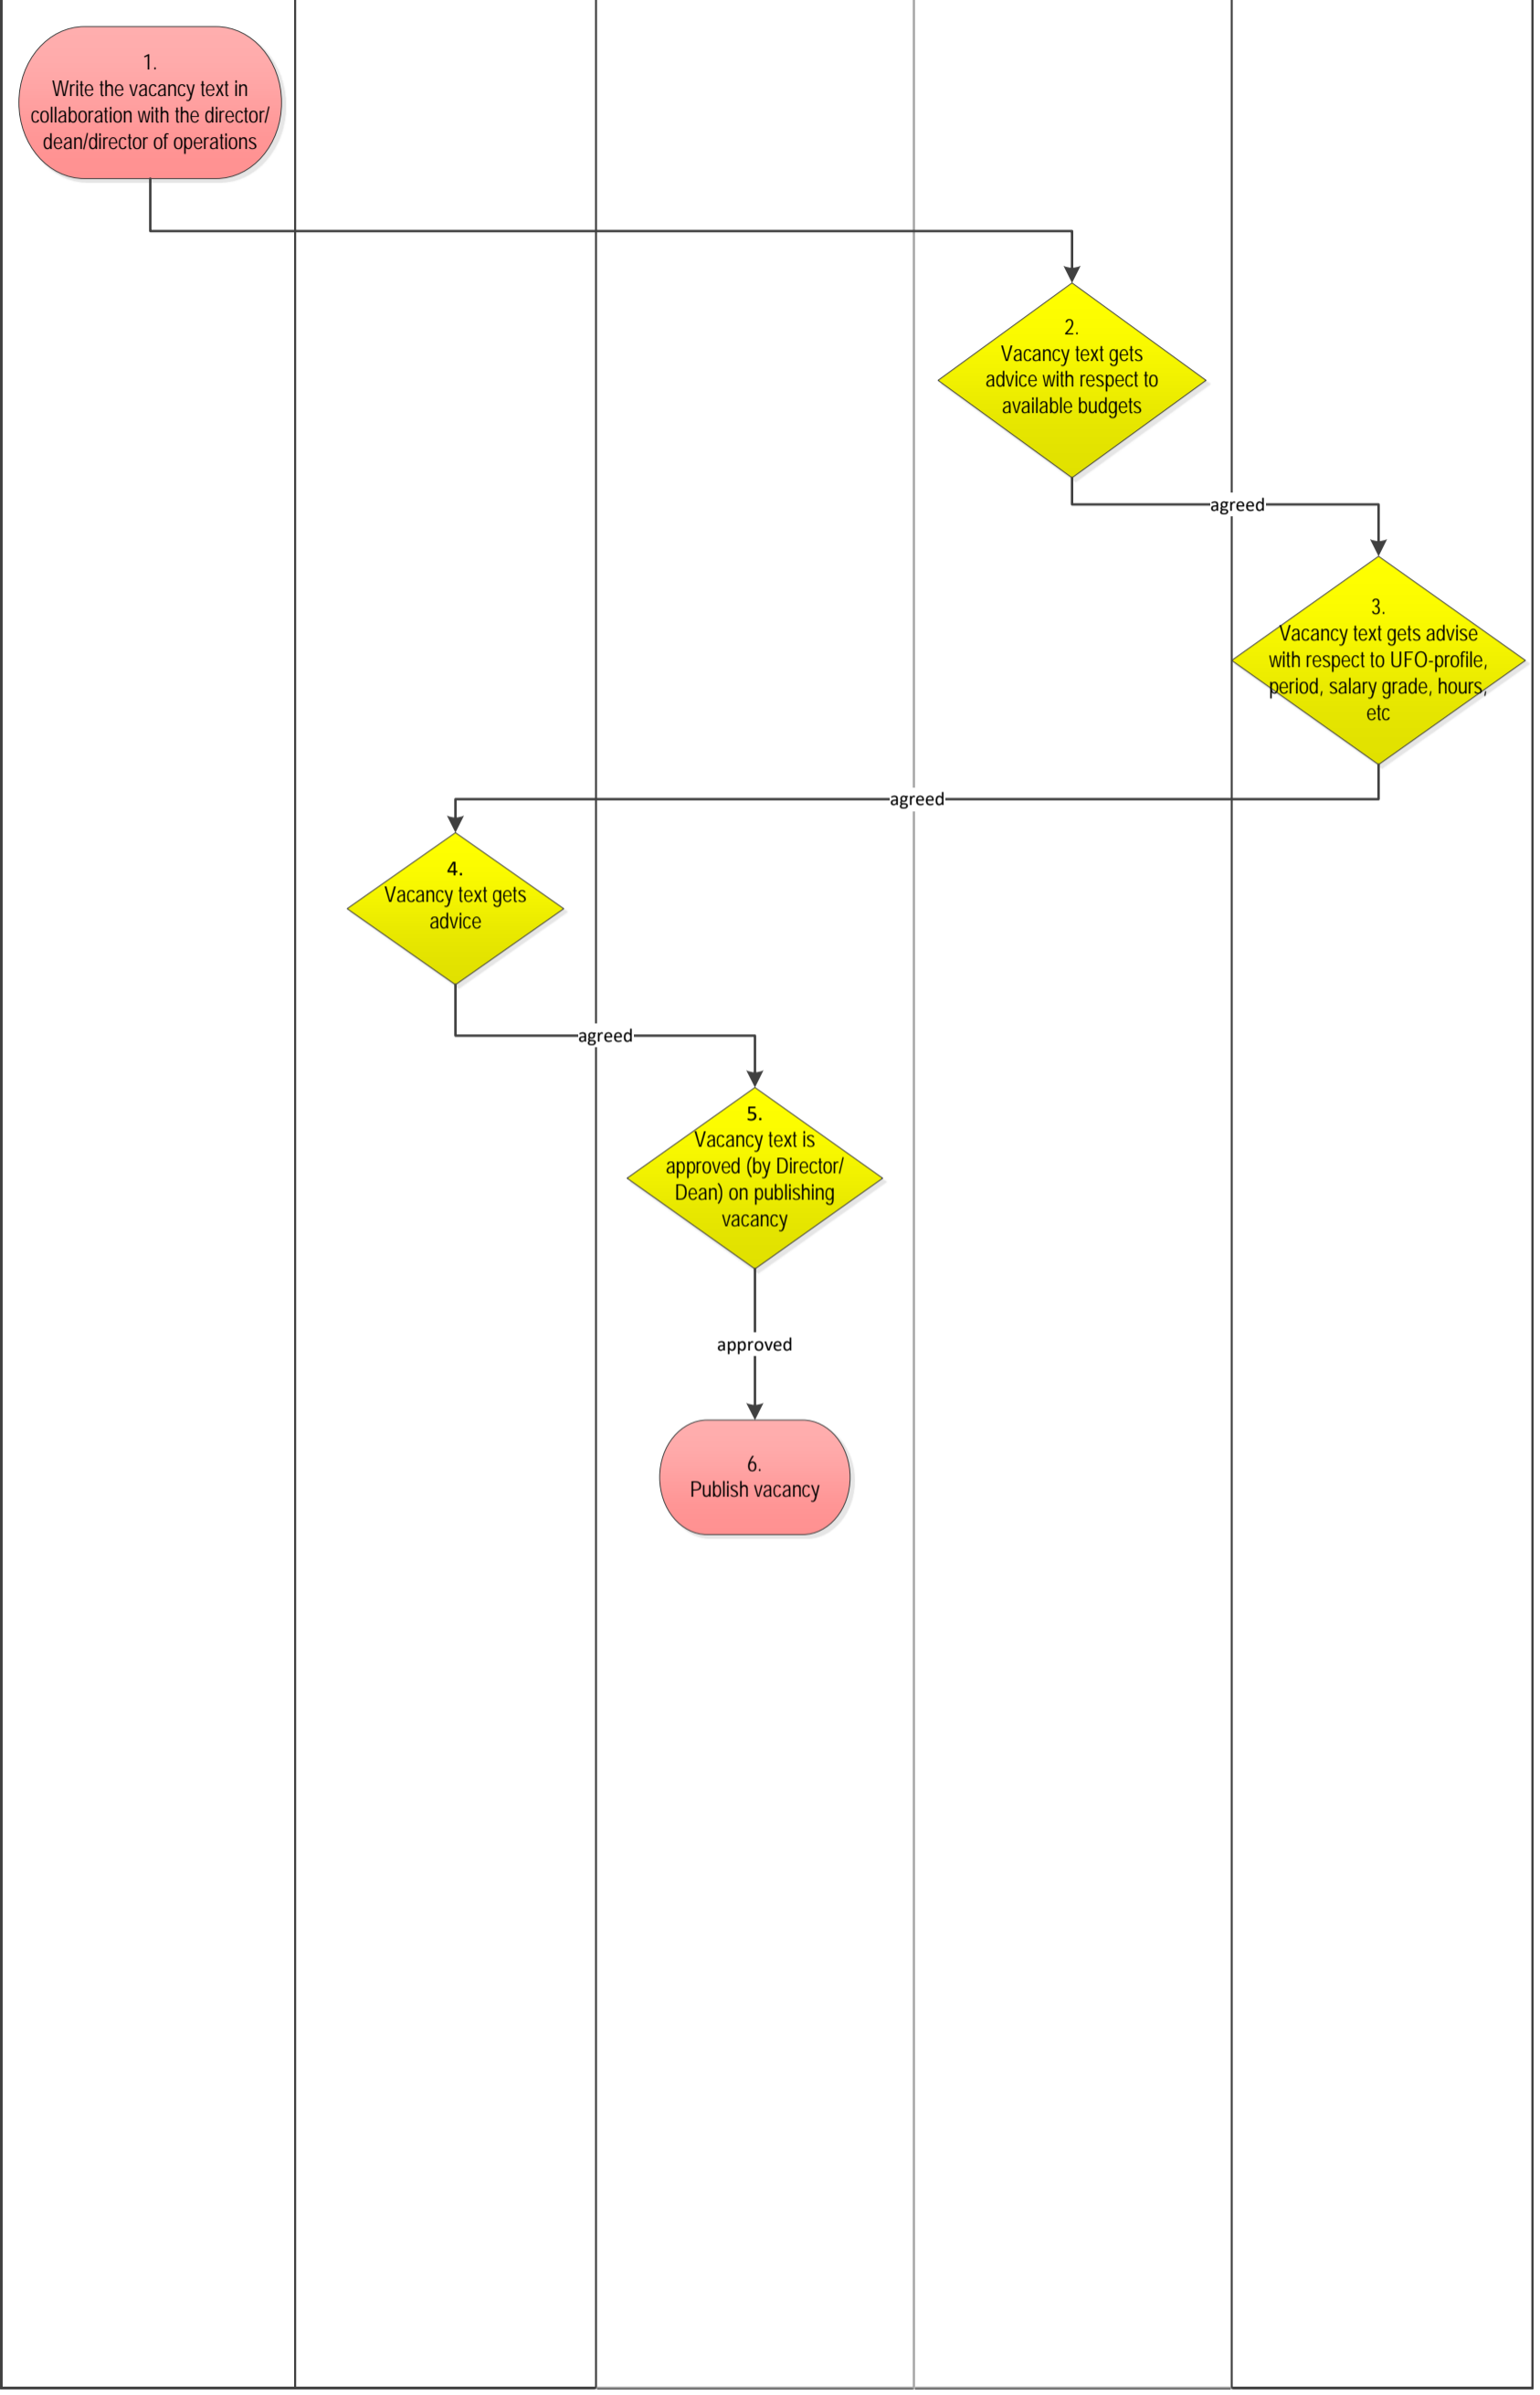 1.
Write the vacancy text in
collaboration with the director/
dean/director of operations
2.
Vacancy text gets
advice with respect to
available budgets
agreed
3.
Vacancy text gets advise
with respect to UFO-profile,
period, salary grade, hours,
etc
agreed
4.
Vacancy text gets
advice
agreed
5.
Vacancy text is
approved (by Director/
Dean) on publishing
vacancy
approved
6.
Publish vacancy